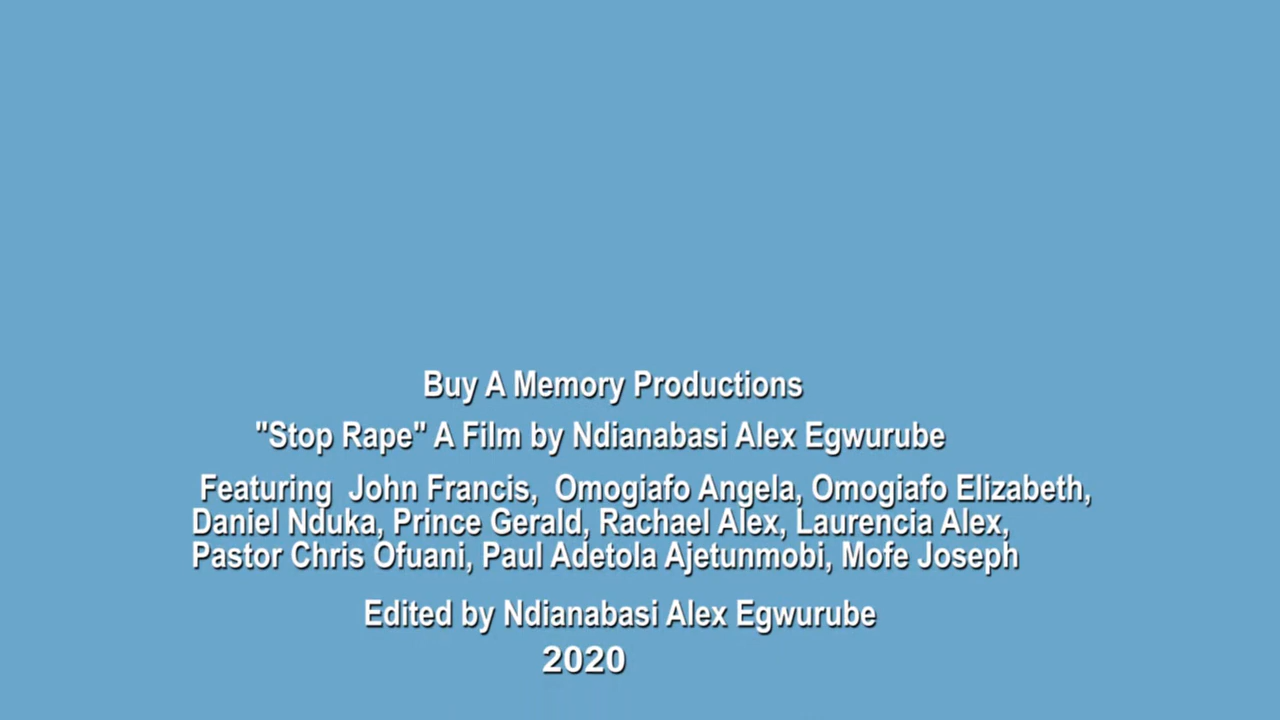 Buy A Memory Productions
"Stop Rape" A Film by Ndianabasi Alex Egwurube
Featuring John Francis, Omogiafo Angela, Omogiafo Elizabeth,
Daniel Nduka, Prince Gerald, Rachael Alex, Laurencia Alex,
Pastor Chris Ofuani, Paul Adetola Ajetunmobi, Mofe Joseph
Edited by Ndianabasi Alex Egwurube
2020